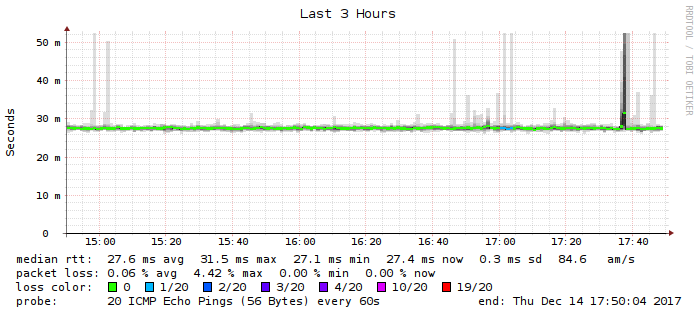 Last 3 Hours
RRDTOOL / TOBI OETIKER
Seconds
50 m
40 m
30 m
20 m
10 m
0
15:00 15:20 15:40 16:00 16:20 16:40 17:00 17:20 17:40
median rtt: 27.6 ms avg 31.5 ms max 27.1 ms min 27.4 ms now 0.3 ms sd 84.6 am/s
packet loss: 0.06 % avg 4.42 % max 0.00 % min 0.00 % now
loss color: 0 1/20 2/20 3/20 4/20 10/20 19/20
probe: 20 ICMP Echo Pings (56 Bytes) every 60s end: Thu Dec 14 17:50:04 2017